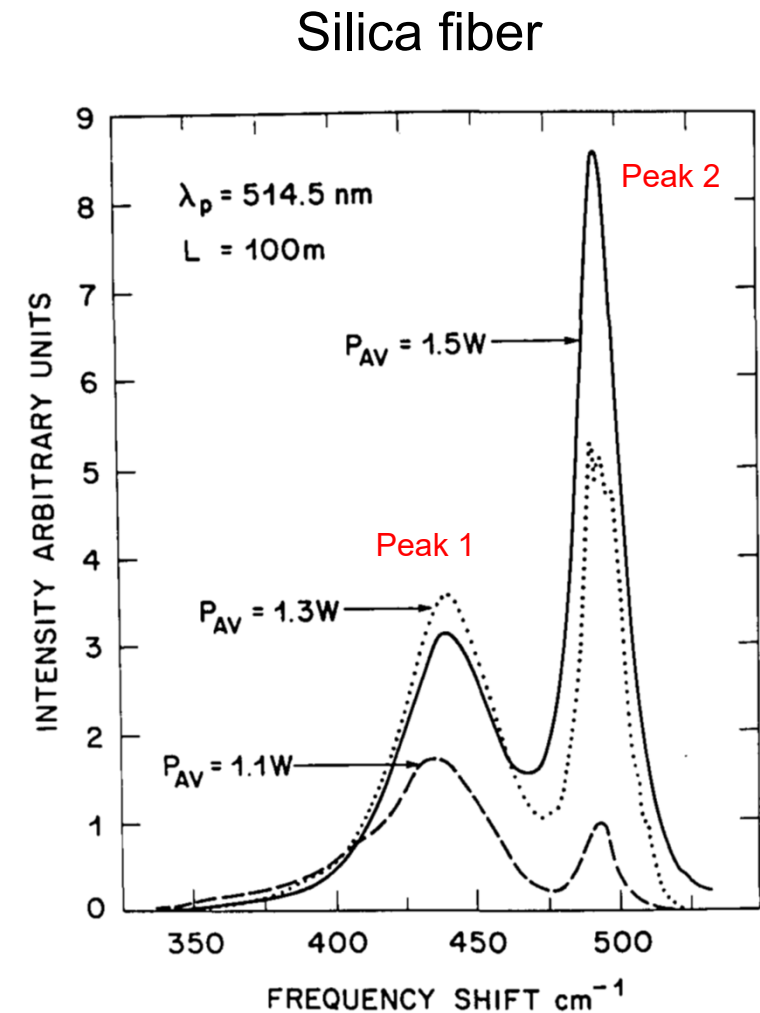 Silica fiber
9
8
7
6
5
4
3
2
1
0
INTENSITY ARBITRARY UNITS
λp = 514.5 nm
L = 100m
Peak 2
PAV = 1.5W
Peak 1
PAV = 1.3W
PAV = 1.1W
350 400 450 500
FREQUENCY SHIFT cm⁻¹